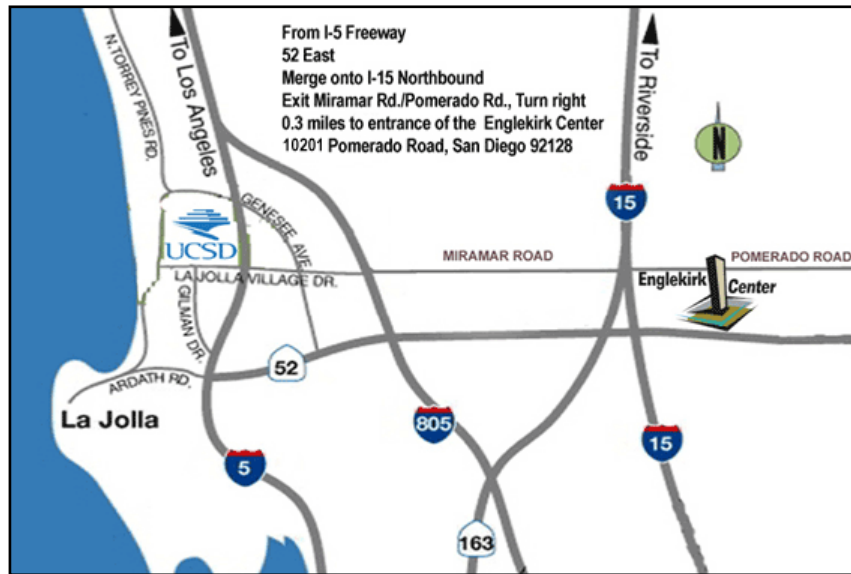 From I-5 Freeway
52 East
Merge onto I-15 Northbound
Exit Miramar Rd./Pomerado Rd., Turn right
0.3 miles to entrance of the Englekirk Center
10201 Pomerado Road, San Diego 92128
N.TORREY PINES RD.
To Los Angeles
To Riverside
N
15
GENESEE AVE.
UCSD
MIRAMAR ROAD
POMERADO ROAD
LA JOLLA VILLAGE DR.
Englekirk Center
GILMAN DR.
52
ARDATH RD.
La Jolla
805
15
5
163